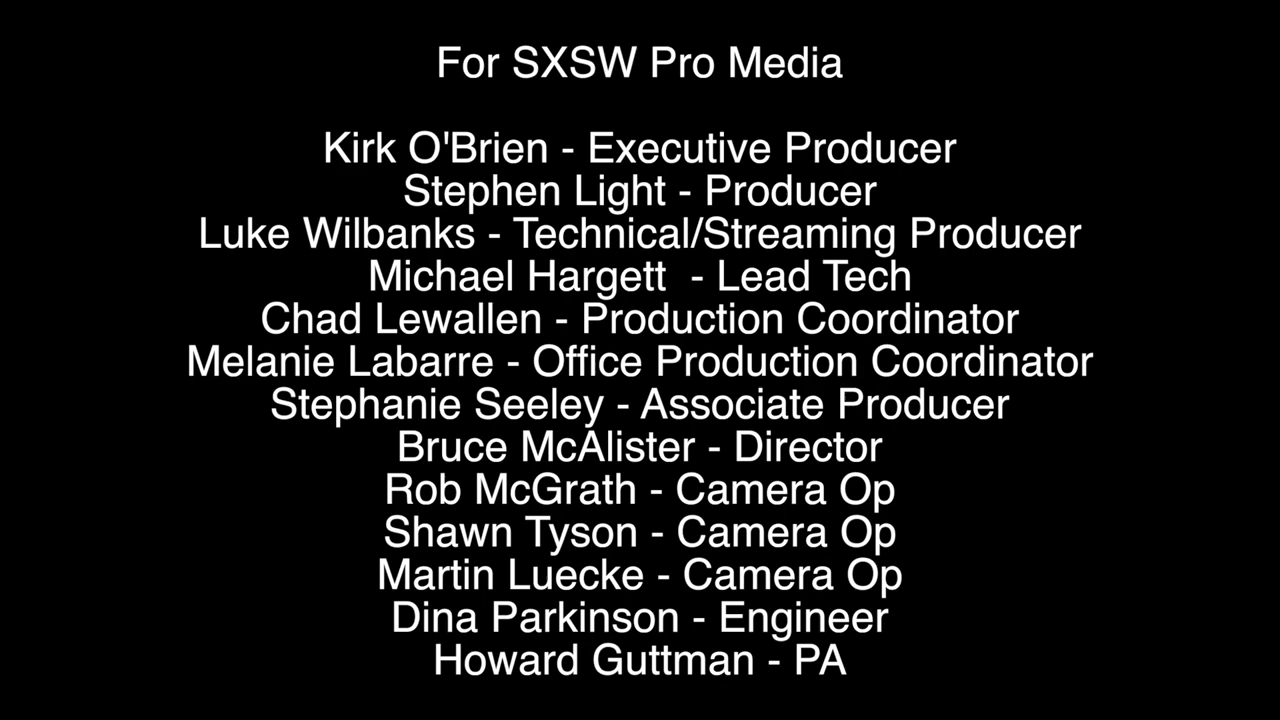 For SXSW Pro Media
Kirk O'Brien - Executive Producer
Stephen Light - Producer
Luke Wilbanks - Technical/Streaming Producer
Michael Hargett  - Lead Tech
Chad Lewallen - Production Coordinator
Melanie Labarre - Office Production Coordinator
Stephanie Seeley - Associate Producer
Bruce McAlister - Director
Rob McGrath - Camera Op
Shawn Tyson - Camera Op
Martin Luecke - Camera Op
Dina Parkinson - Engineer
Howard Guttman - PA